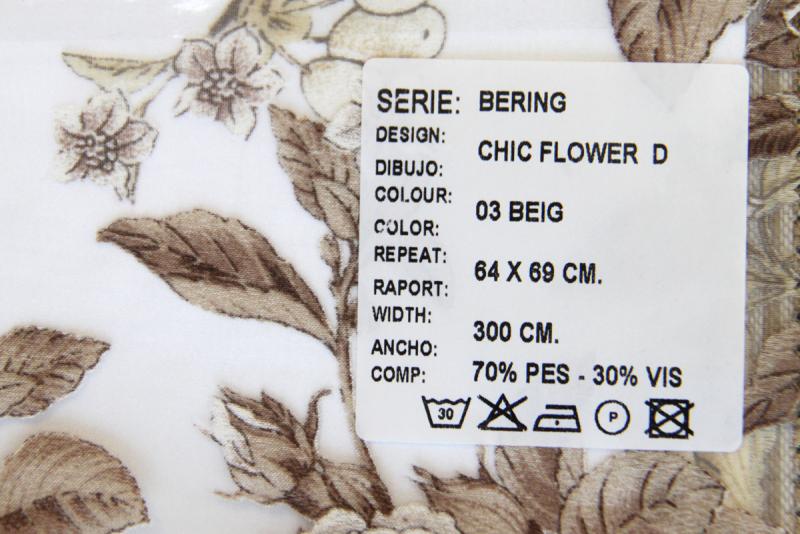 SERIE: BERING
DESIGN:
CHIC FLOWER D
DIBUJO:
COLOUR:
03 BEIG
COLOR:
REPEAT:
64 X 69 CM.
RAPORT:
WIDTH:
300 CM.
ANCHO:
COMP: 70% PES - 30% VIS
30 P